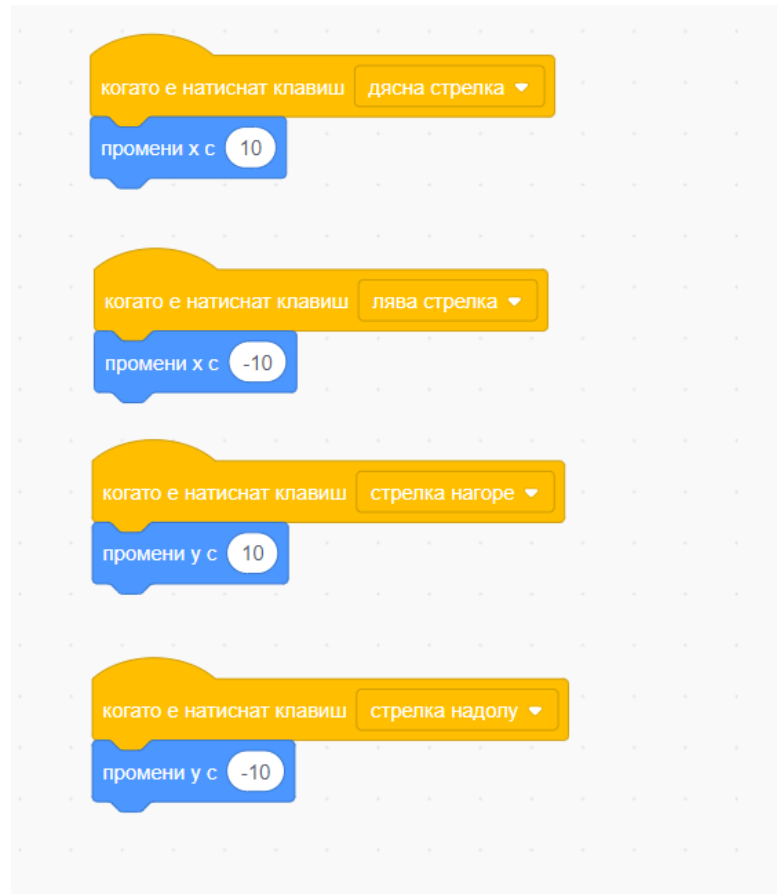 когато е натиснат клавиш дясна стрелка
промени x с 10
когато е натиснат клавиш лява стрелка
промени x с -10
когато е натиснат клавиш стрелка нагоре
промени y с 10
когато е натиснат клавиш стрелка надолу
промени y с -10